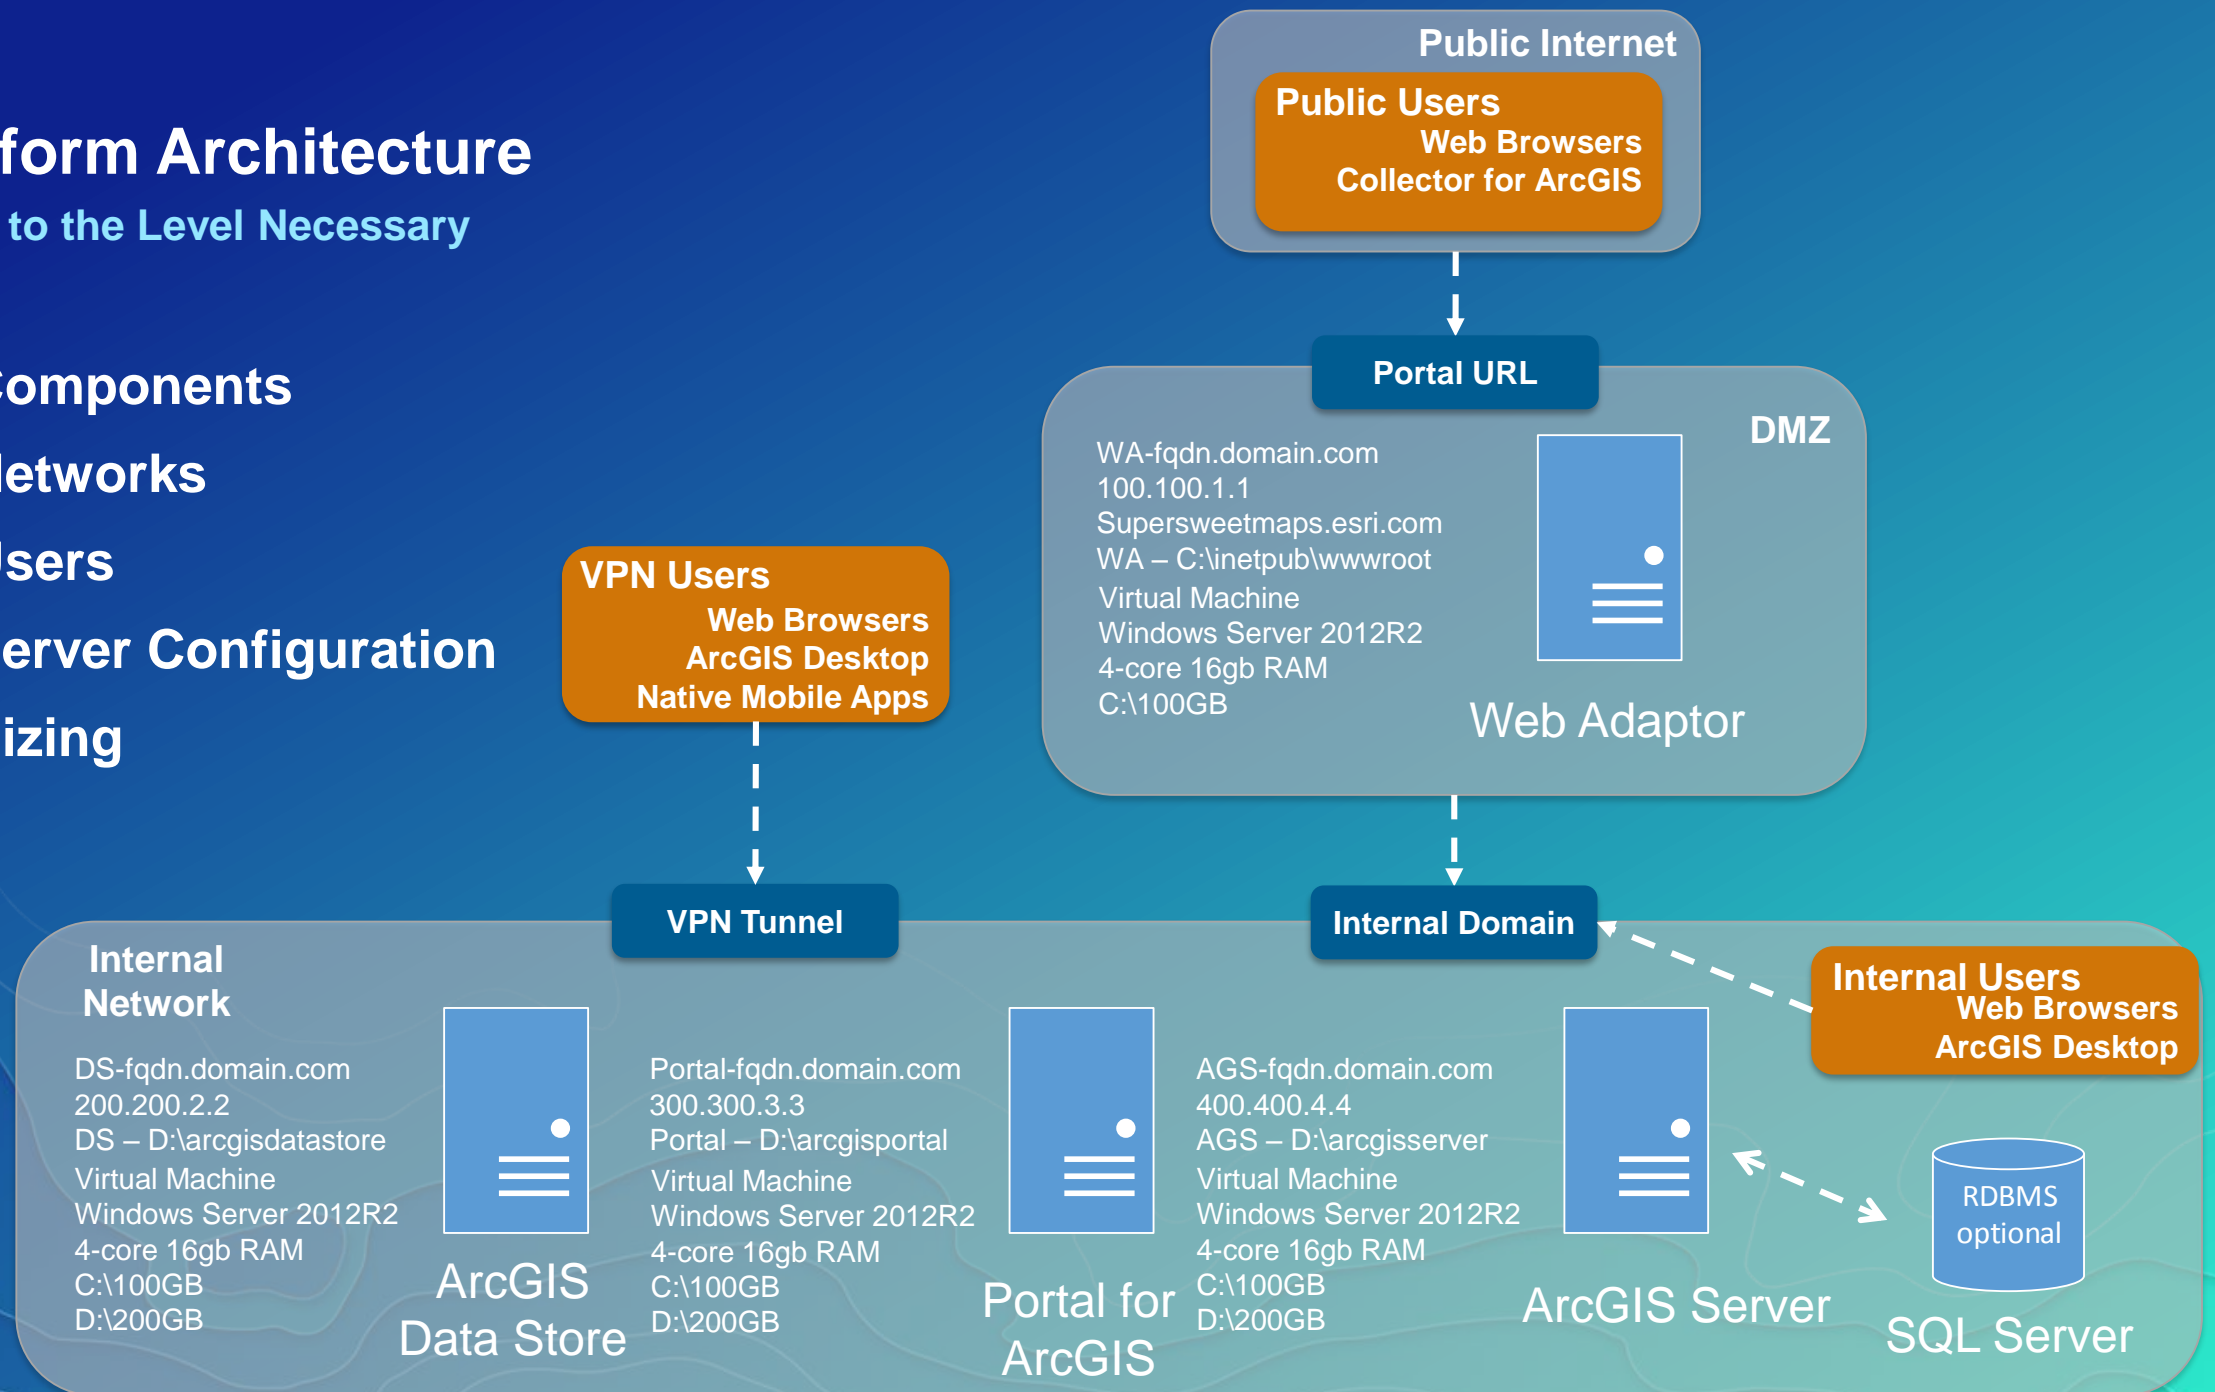 form Architecture
to the Level Necessary
omponents
etworks
sers
erver Configuration
izing
Public Internet
Public Users
Web Browsers
Collector for ArcGIS
Portal URL
DMZ
WA-fqdn.domain.com
100.100.1.1
Supersweetmaps.esri.com
WA – C:\inetpub\wwwroot
Virtual Machine
Windows Server 2012R2
4-core 16gb RAM
C:\100GB
Web Adaptor
VPN Users
Web Browsers
ArcGIS Desktop
Native Mobile Apps
VPN Tunnel
Internal Domain
Internal Users
Web Browsers
ArcGIS Desktop
Internal
Network
DS-fqdn.domain.com
200.200.2.2
DS – D:\arcgisdatastore
Virtual Machine
Windows Server 2012R2
4-core 16gb RAM
C:\100GB
D:\200GB
ArcGIS
Data Store
Portal-fqdn.domain.com
300.300.3.3
Portal – D:\arcgisportal
Virtual Machine
Windows Server 2012R2
4-core 16gb RAM
C:\100GB
D:\200GB
Portal for
ArcGIS
AGS-fqdn.domain.com
400.400.4.4
AGS – D:\arcgisserver
Virtual Machine
Windows Server 2012R2
4-core 16gb RAM
C:\100GB
D:\200GB
ArcGIS Server
RDBMS
optional
SQL Server